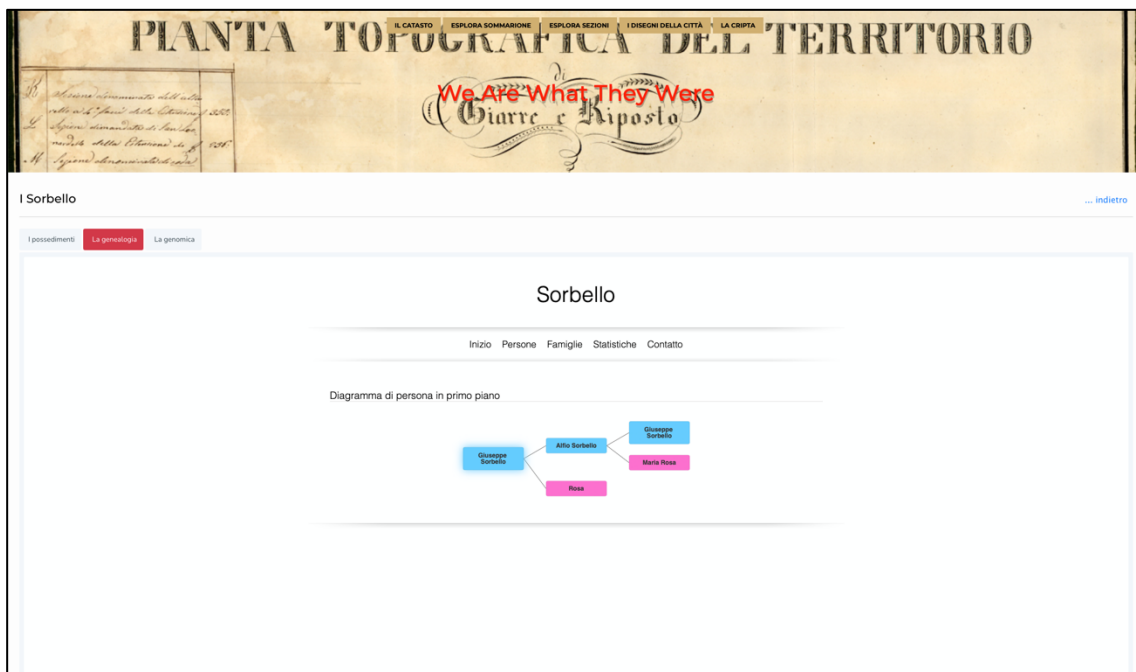 IL CATASTO ESPLORA SOMMARIONE ESPLORA SEZIONI I DISEGNI DELLA CITTÀ LA CRIPTA
PIANTA TOPOGRAFICA DEL TERRITORIO
di
We Are What They Were
Giarre e Riposto
I Sorbello
... indietro
I possedimenti La genealogia La genomica
Sorbello
Inizio Persone Famiglie Statistiche Contatto
Diagramma di persona in primo piano
Giuseppe
Sorbello
Alfio Sorbello
Giuseppe
Sorbello
Maria Rosa
Rosa